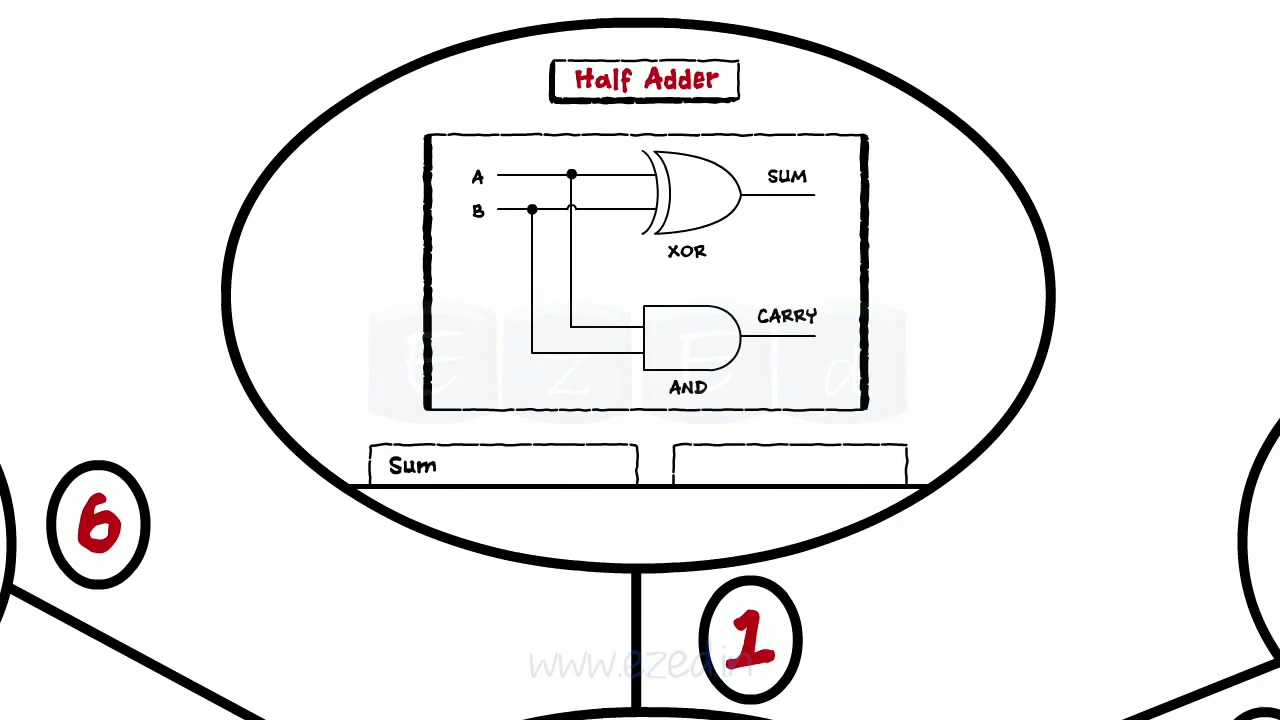 Half Adder
A
SUM
B
XOR
CARRY
E z E d
AND
Sum
6
1
www.ezed.in